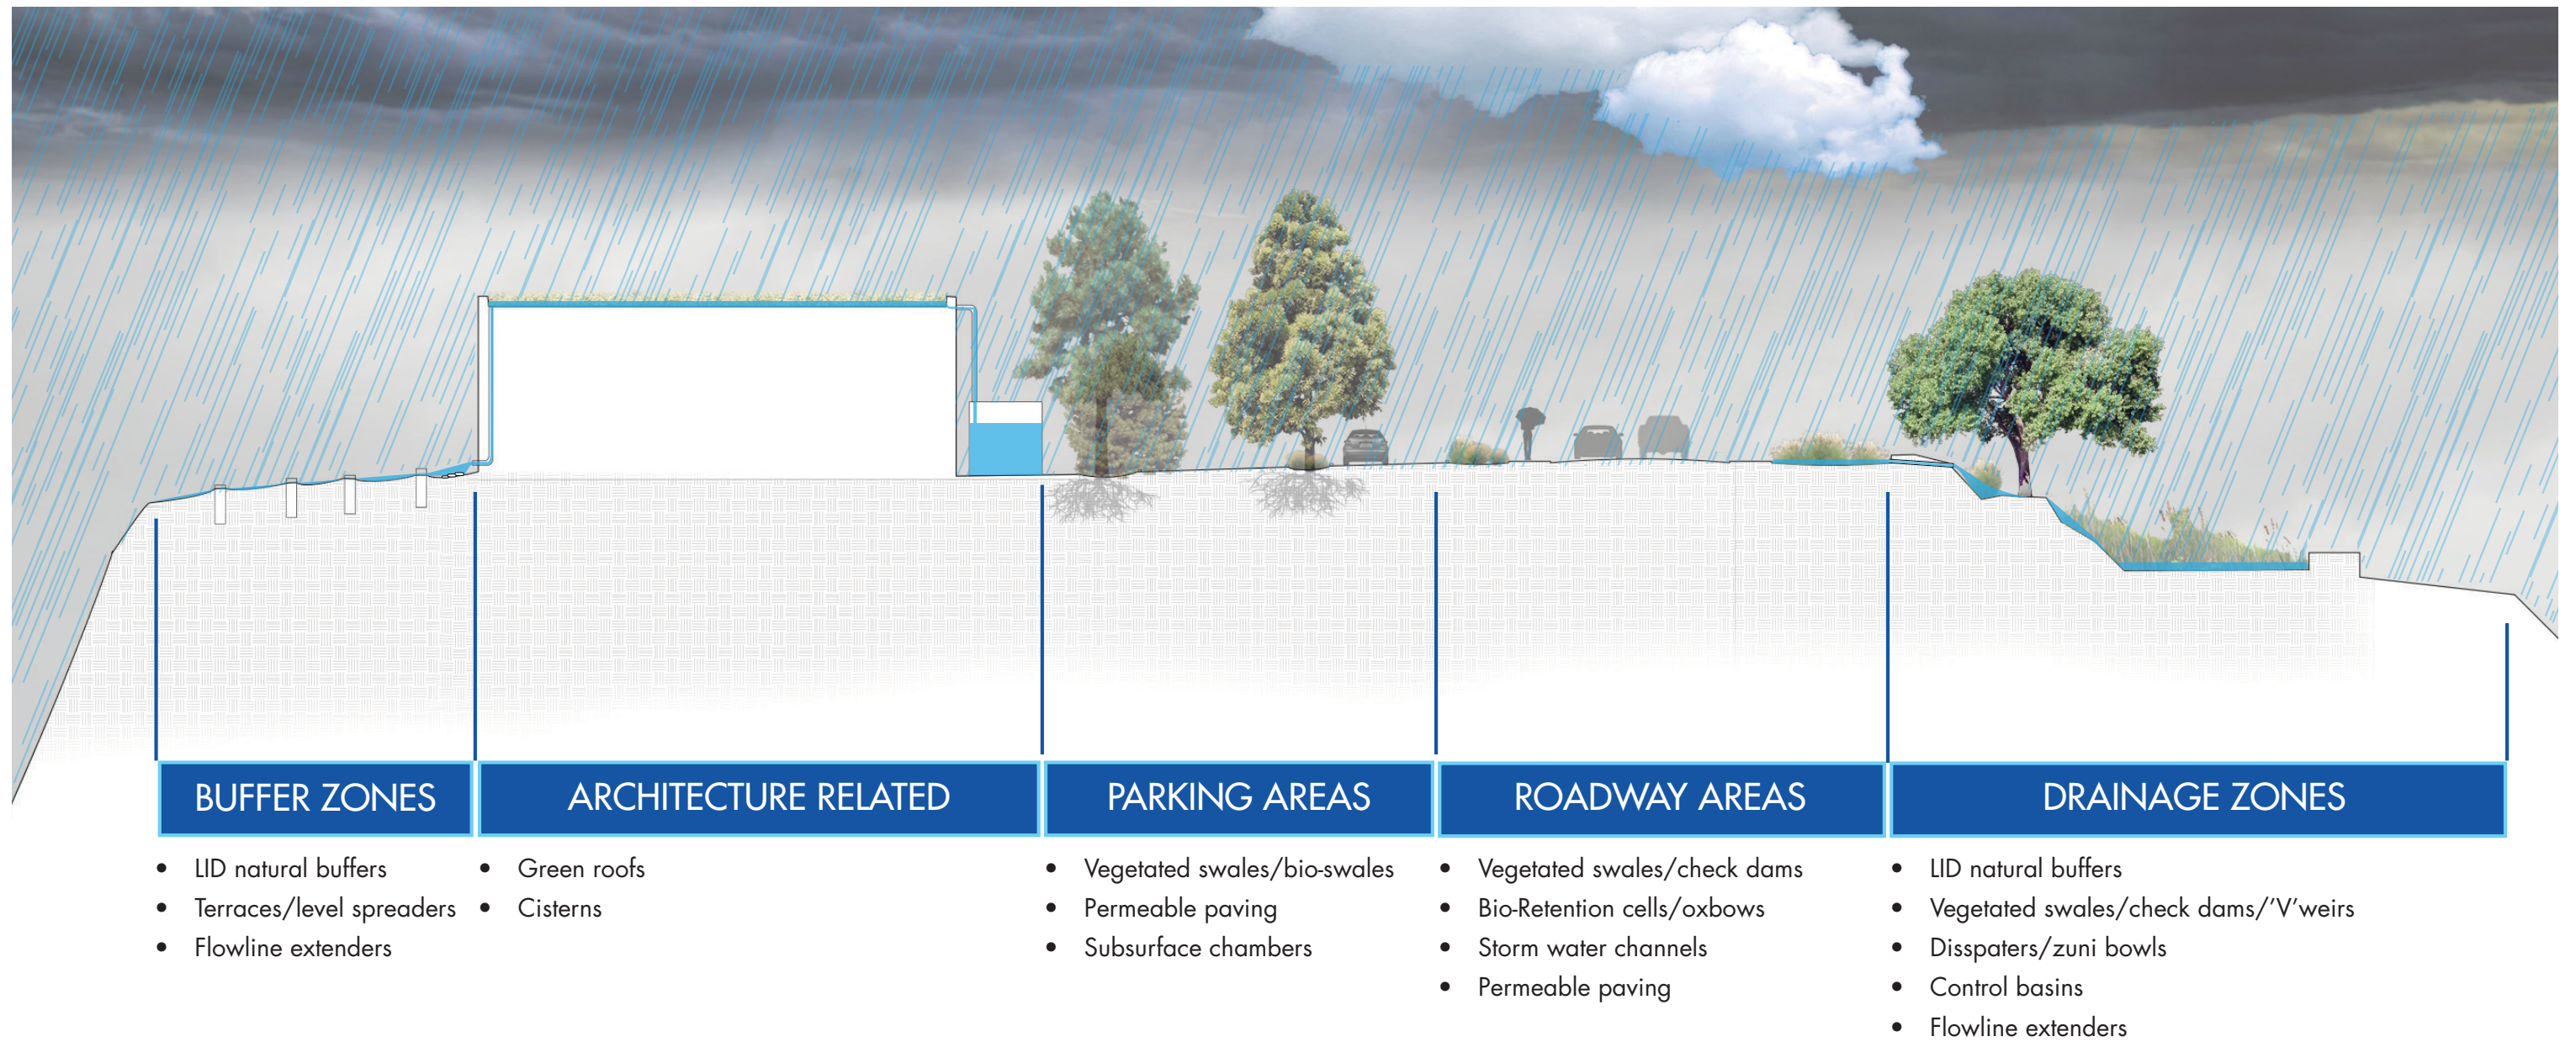 BUFFER ZONES
• LID natural buffers
• Terraces/level spreaders
• Flowline extenders
ARCHITECTURE RELATED
• Green roofs
• Cisterns
PARKING AREAS
• Vegetated swales/bio-swales
• Permeable paving
• Subsurface chambers
ROADWAY AREAS
• Vegetated swales/check dams
• Bio-Retention cells/oxbows
• Storm water channels
• Permeable paving
DRAINAGE ZONES
• LID natural buffers
• Vegetated swales/check dams/’V’weirs
• Disspaters/zuni bowls
• Control basins
• Flowline extenders